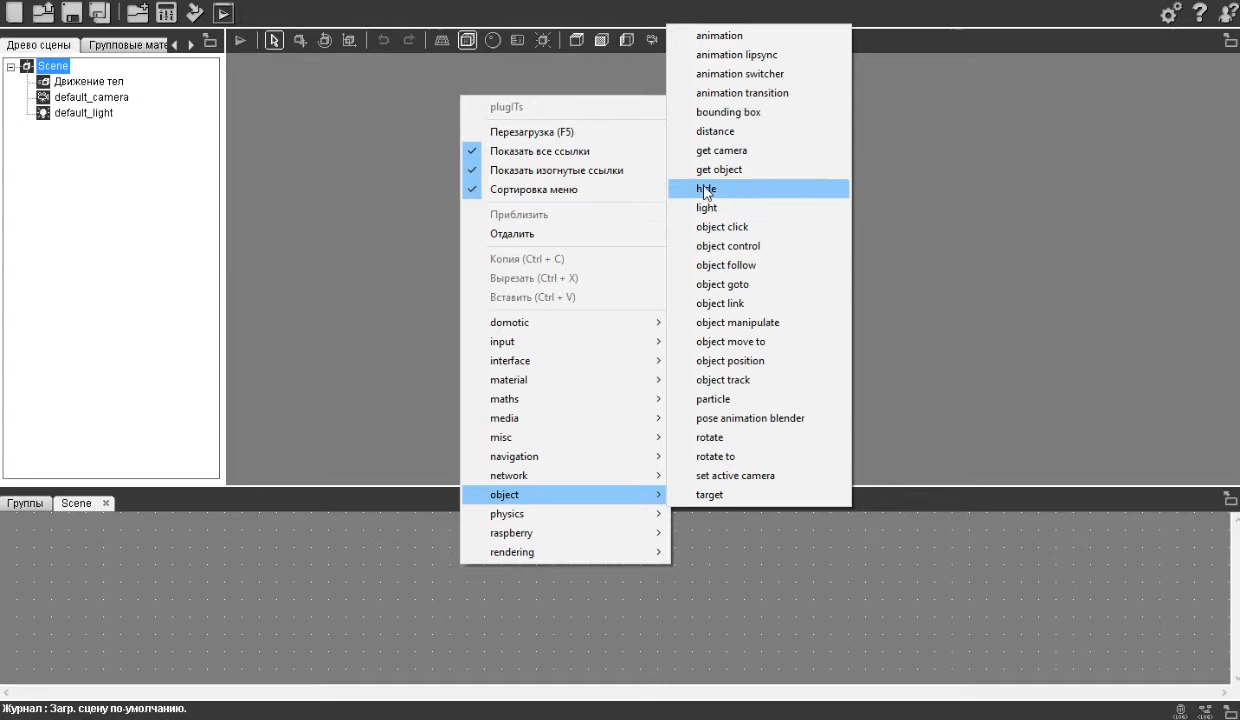 Древо сцены
Групповые мате
Scene
Движение тел
default_camera
default_light
plugITs
Перезагрузка (F5)
Показать все ссылки
Показать изогнутые ссылки
Сортировка меню
Приблизить
Отдалить
Копия (Ctrl + C)
Вырезать (Ctrl + X)
Вставить (Ctrl + V)
domotic
input
interface
material
maths
media
misc
navigation
network
object
physics
raspberry
rendering
animation
animation lipsync
animation switcher
animation transition
bounding box
distance
get camera
get object
hide
light
object click
object control
object follow
object goto
object link
object manipulate
object move to
object position
object track
particle
pose animation blender
rotate
rotate to
set active camera
target
Группы
Scene
Журнал : Загр. сцену по-умолчанию.